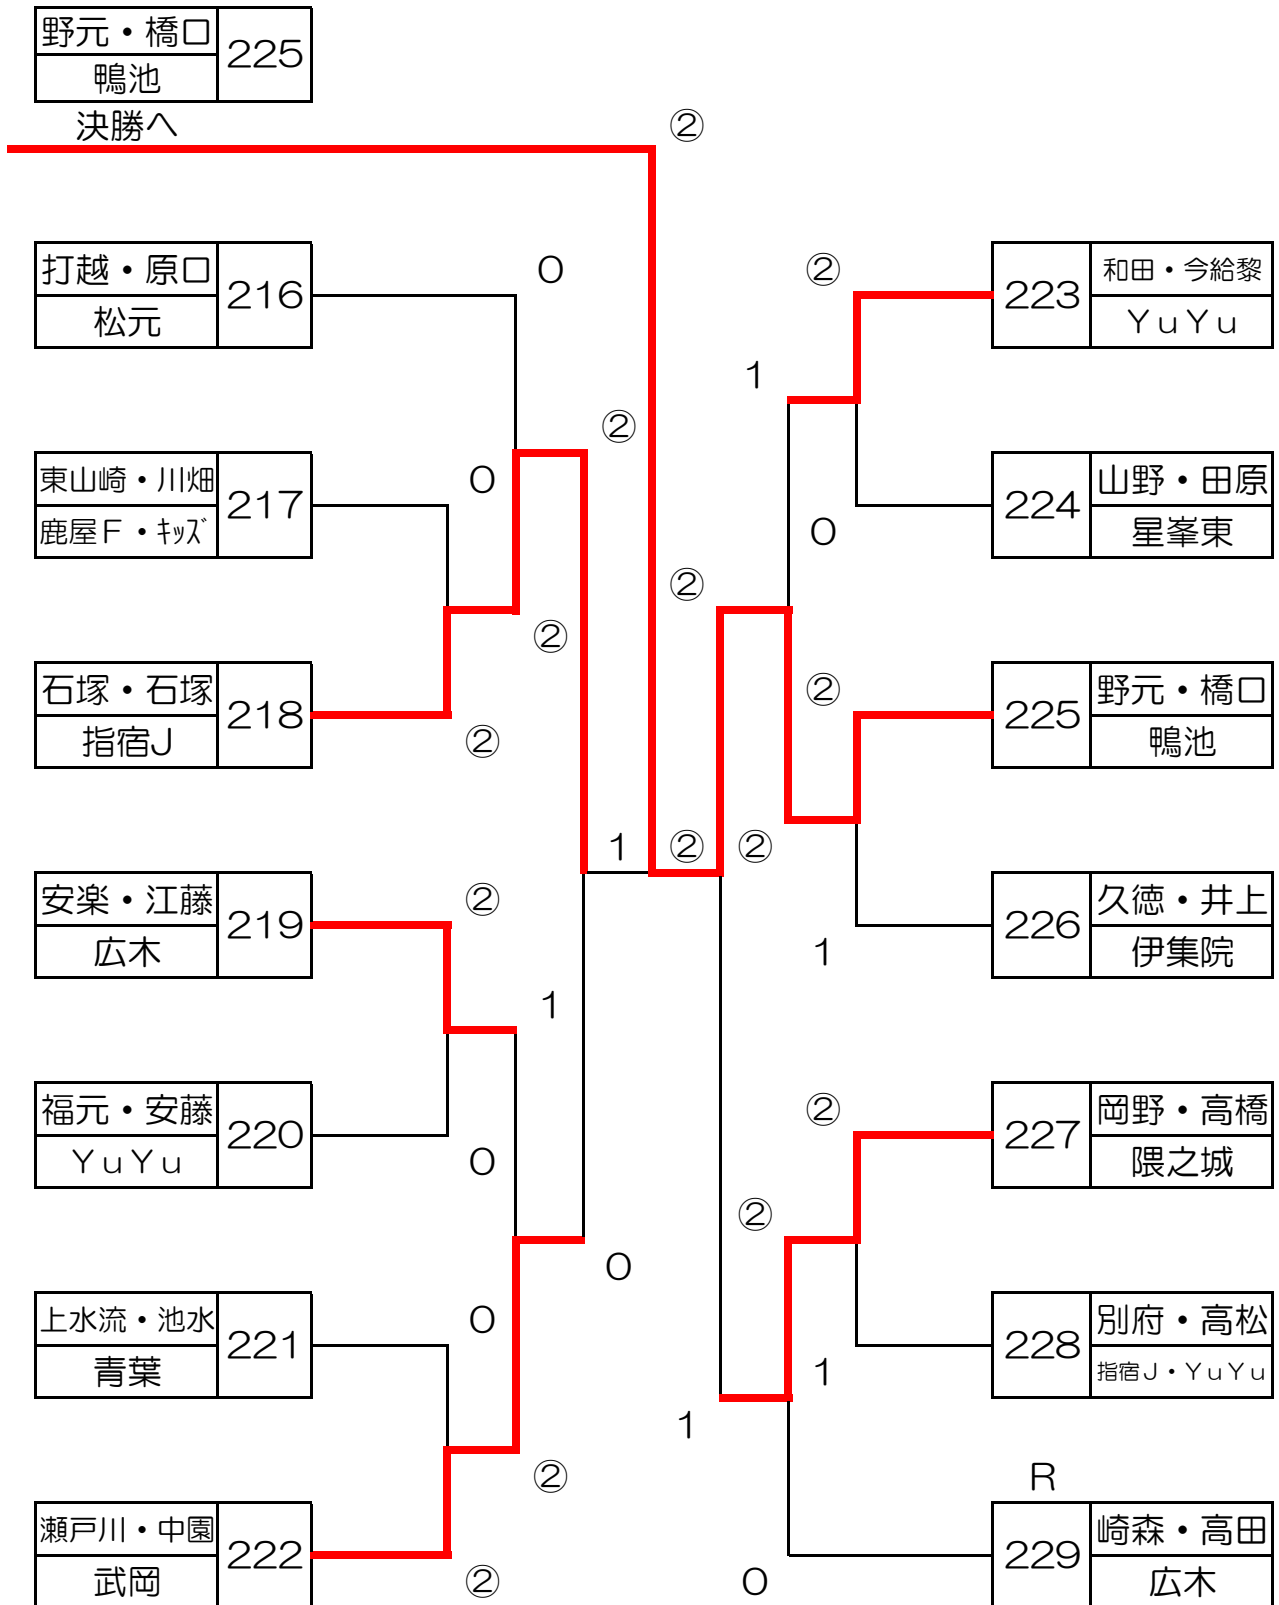 野元・橋口
225
鴨池
決勝へ
②
打越・原口
216
松元
0
東山崎・川畑
217
鹿屋F・キッズ
0
②
石塚・石塚
218
指宿J
②
②
安楽・江藤
219
広木
②
1
福元・安藤
220
YuYu
0
上水流・池水
221
青葉
0
0
瀬戸川・中園
222
武岡
②
②
1
②
②
②
和田・今給黎
223
YuYu
②
1
山野・田原
224
星峯東
0
野元・橋口
225
鴨池
②
久徳・井上
226
伊集院
1
岡野・高橋
227
隈之城
②
②
別府・高松
228
指宿J・YuYu
1
1
R
崎森・高田
229
広木
0